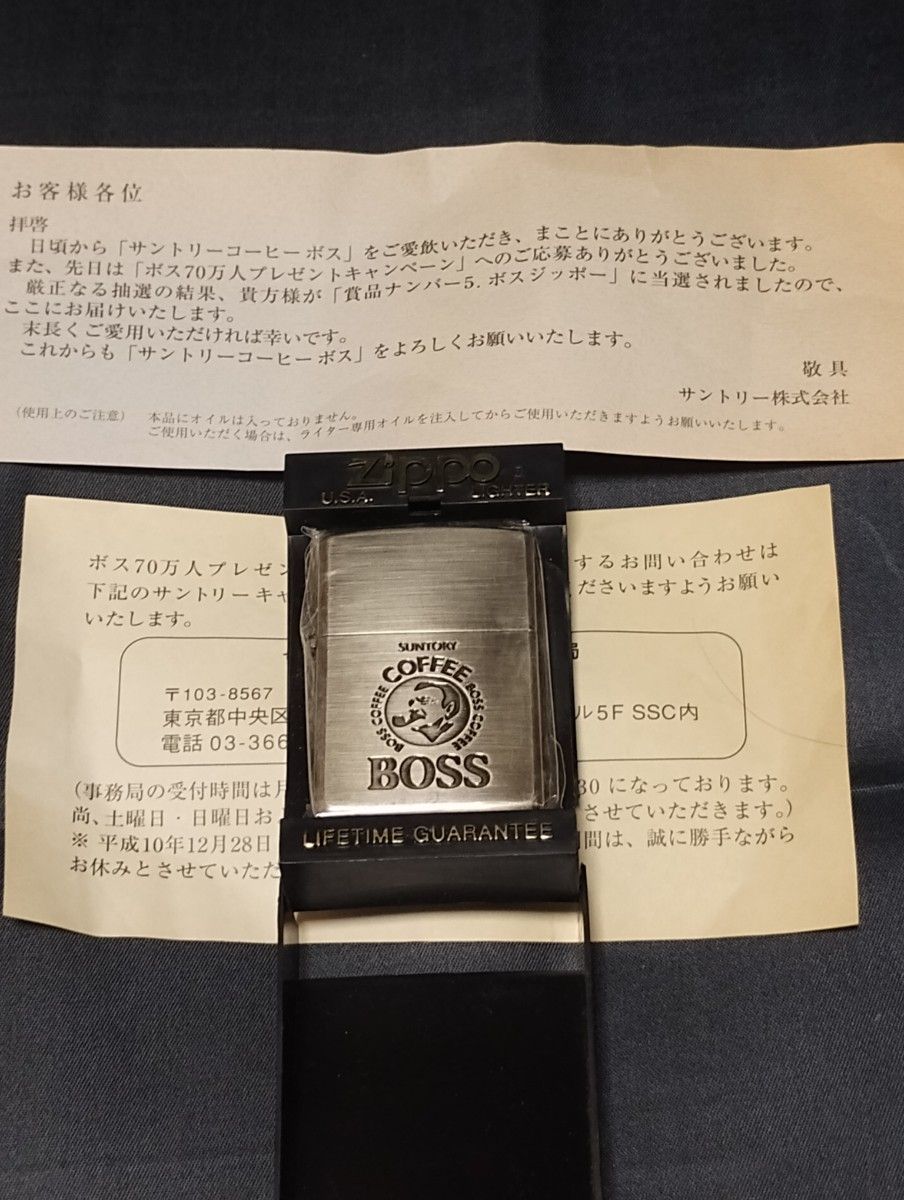 お客様各位
拝啓
日頃から「サントリーコーヒー ボス」をご愛飲いただき、まことにありがとうございます。
また、先日は「ボス70万人プレゼントキャンペーン」へのご応募ありがとうございました。
厳正なる抽選の結果、貴方様が「賞品ナンバー5. ボスジッポー」に当選されましたので、
ここにお届けいたします。
末長くご愛用いただければ幸いです。
これからも「サントリーコーヒー ボス」をよろしくお願いいたします。
敬具
サントリー株式会社
(使用上のご注意) 本品にオイルは入っておりません。
ご使用いただく場合は、ライター専用オイルを注入してからご使用いただきますようお願いいたします。
Zippo
U.S.A. LIGHTER
SUNTORY
COFFEE
BOSS COFFEE BOSS COFFEE
BOSS
LIFETIME GUARANTEE
ボス70万人プレゼン するお問い合わせは
下記のサントリーキャ ださいますようお願い
いたします。
局
〒103-8567
東京都中央区 ル5F SSC内
電話 03-366
(事務局の受付時間は月 30 になっております。
尚、土曜日・日曜日お させていただきます。)
※ 平成10年12月28日 間は、誠に勝手ながら
お休みとさせていただ